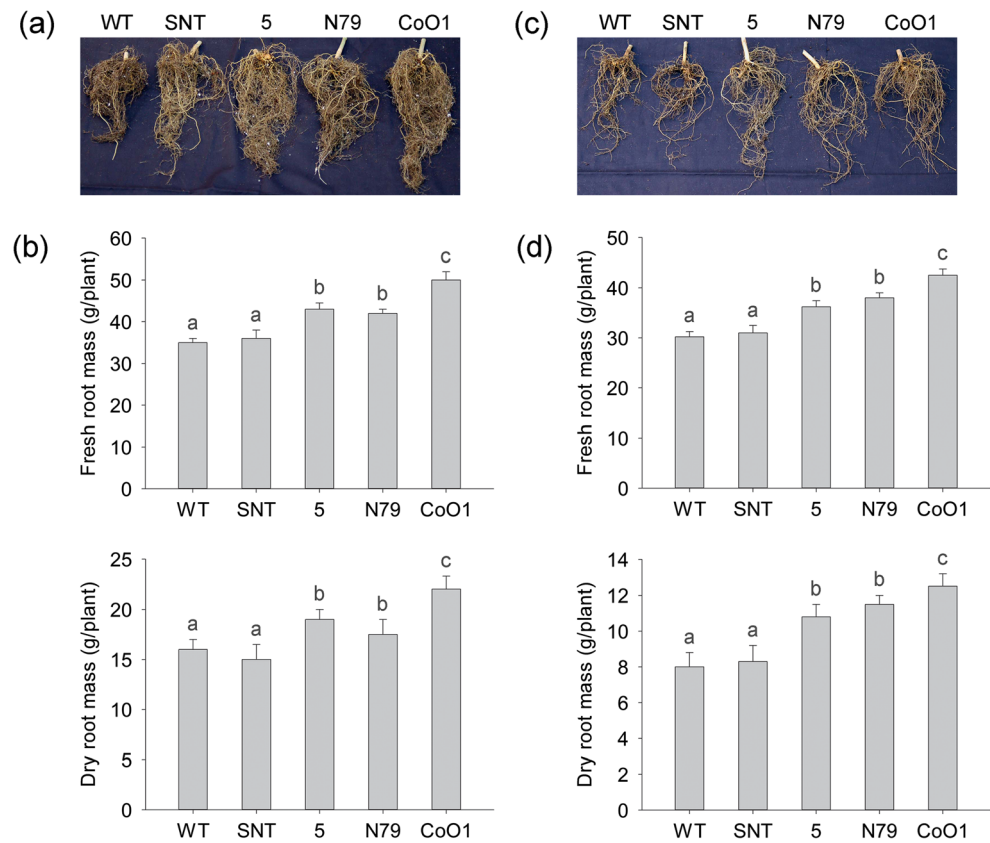 (a) WT SNT 5 N79 CoO1
(c) WT SNT 5 N79 CoO1
(b)
Fresh root mass (g/plant)
60
50
40
30
20
10
0
a a b b c
WT SNT 5 N79 CoO1
Dry root mass (g/plant)
25
20
15
10
5
0
a a b b c
WT SNT 5 N79 CoO1
(d)
Fresh root mass (g/plant)
50
40
30
20
10
0
a a b b c
WT SNT 5 N79 CoO1
Dry root mass (g/plant)
14
12
10
8
6
4
2
0
a a b b c
WT SNT 5 N79 CoO1